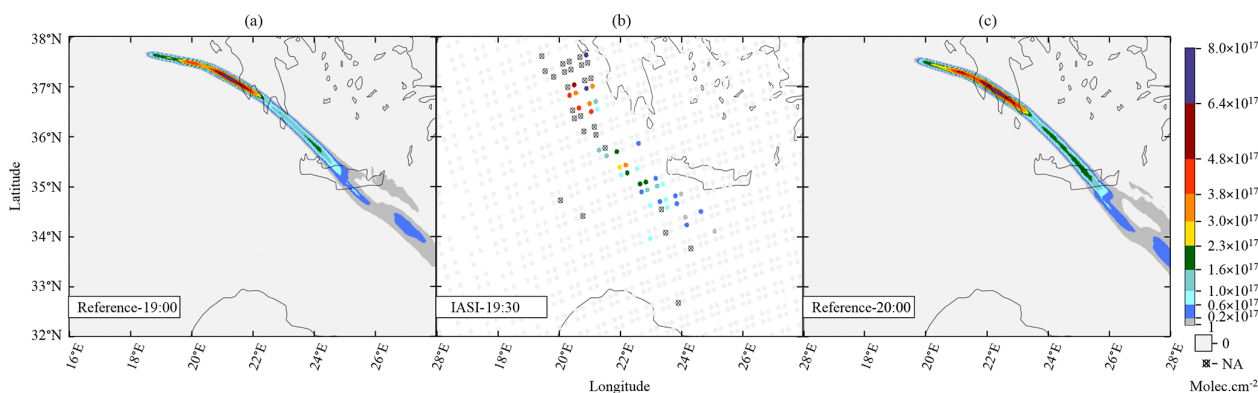 (a) (b) (c)
38°N
37°N
36°N
35°N
34°N
33°N
32°N
Latitude
Reference-19:00
IASI-19:30
Reference-20:00
16°E 18°E 20°E 22°E 24°E 26°E 28°E 18°E 20°E 22°E 24°E 26°E 28°E 18°E 20°E 22°E 24°E 26°E 28°E
Longitude
8.0×10¹⁷
6.4×10¹⁷
4.8×10¹⁷
3.8×10¹⁷
3.0×10¹⁷
2.3×10¹⁷
1.6×10¹⁷
1.0×10¹⁷
0.6×10¹⁷
0.2×10¹⁷
1
0
NA
Molec.cm⁻²